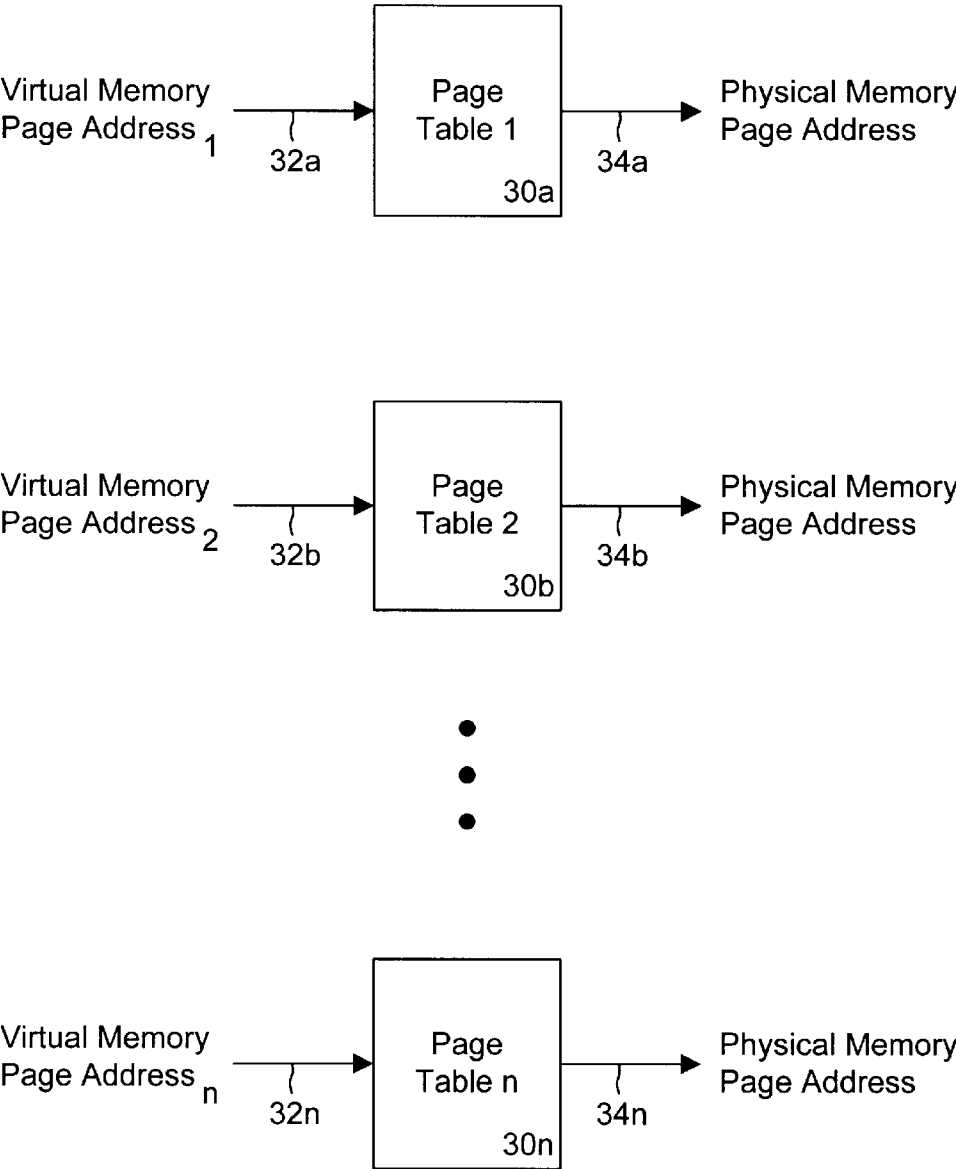 Virtual Memory
Page Address 1
32a
Page
Table 1
30a
34a
Physical Memory
Page Address
Virtual Memory
Page Address 2
32b
Page
Table 2
30b
34b
Physical Memory
Page Address
Virtual Memory
Page Address n
32n
Page
Table n
30n
34n
Physical Memory
Page Address